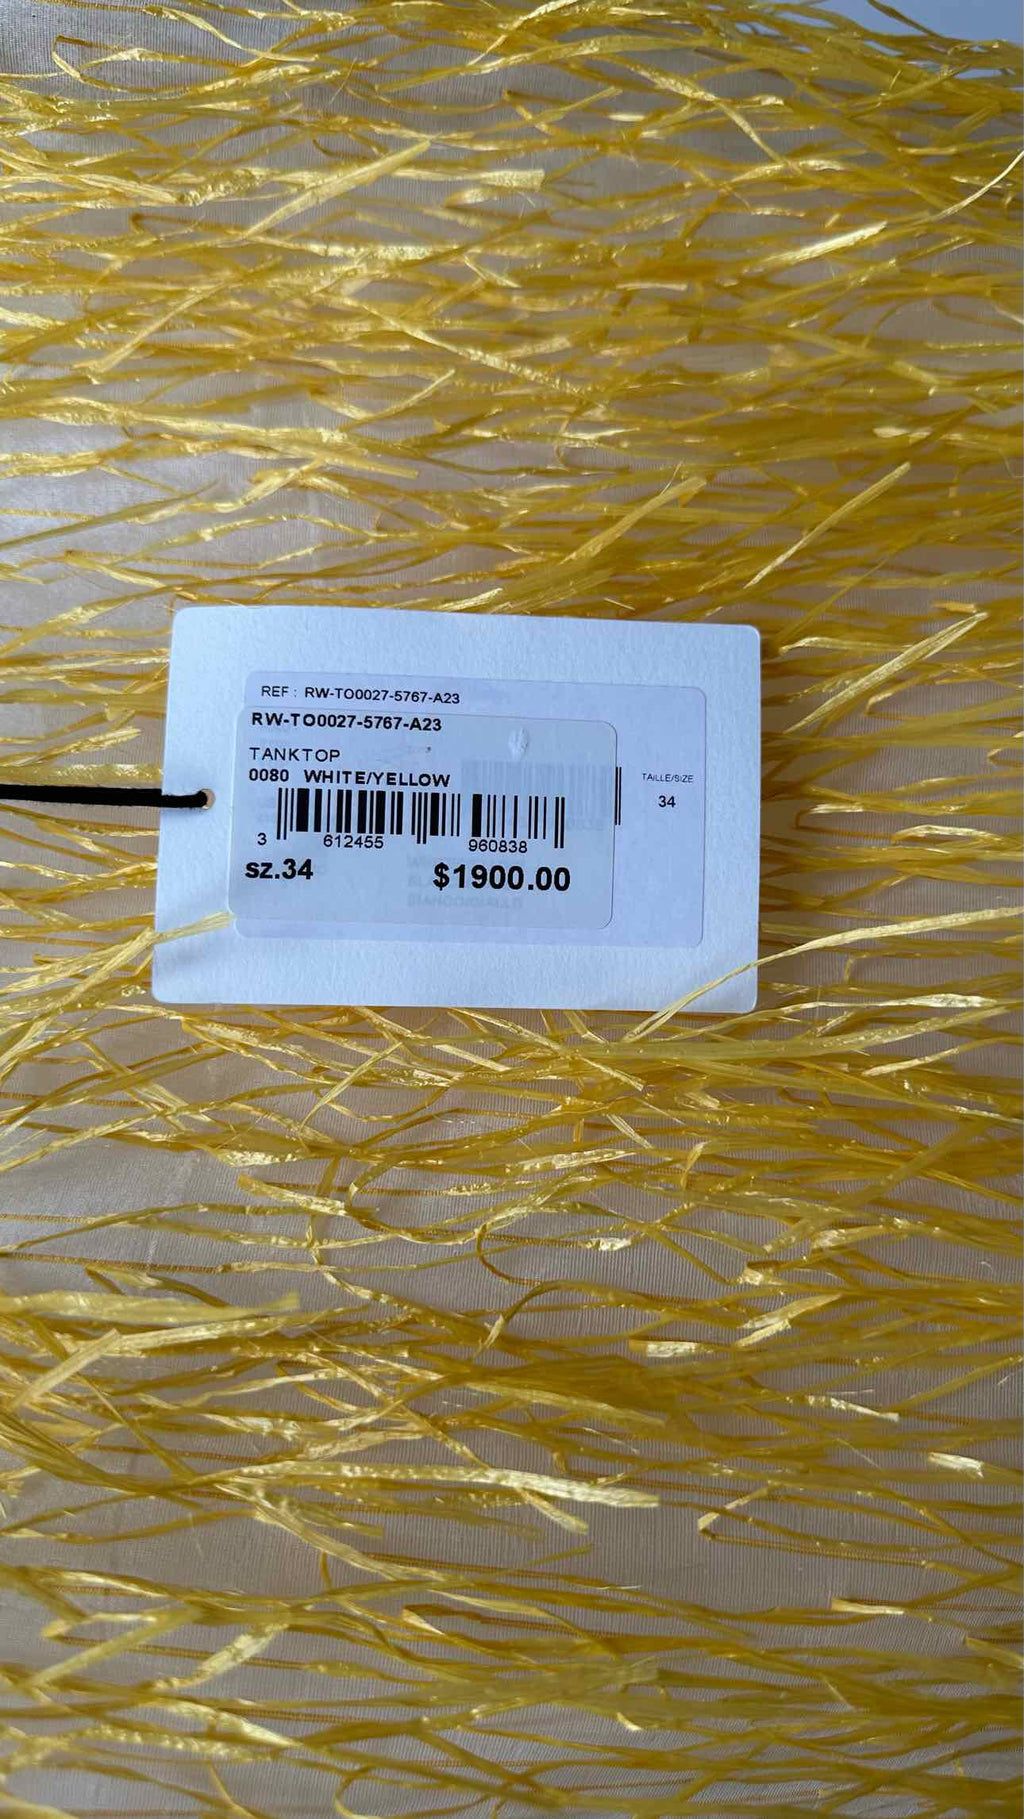 REF : RW-TO0027-5767-A23
RW-TO0027-5767-A23
TANKTOP
0080 WHITE/YELLOW
3 612455 960838
sz.34 $1900.00
TAILLE/SIZE
34